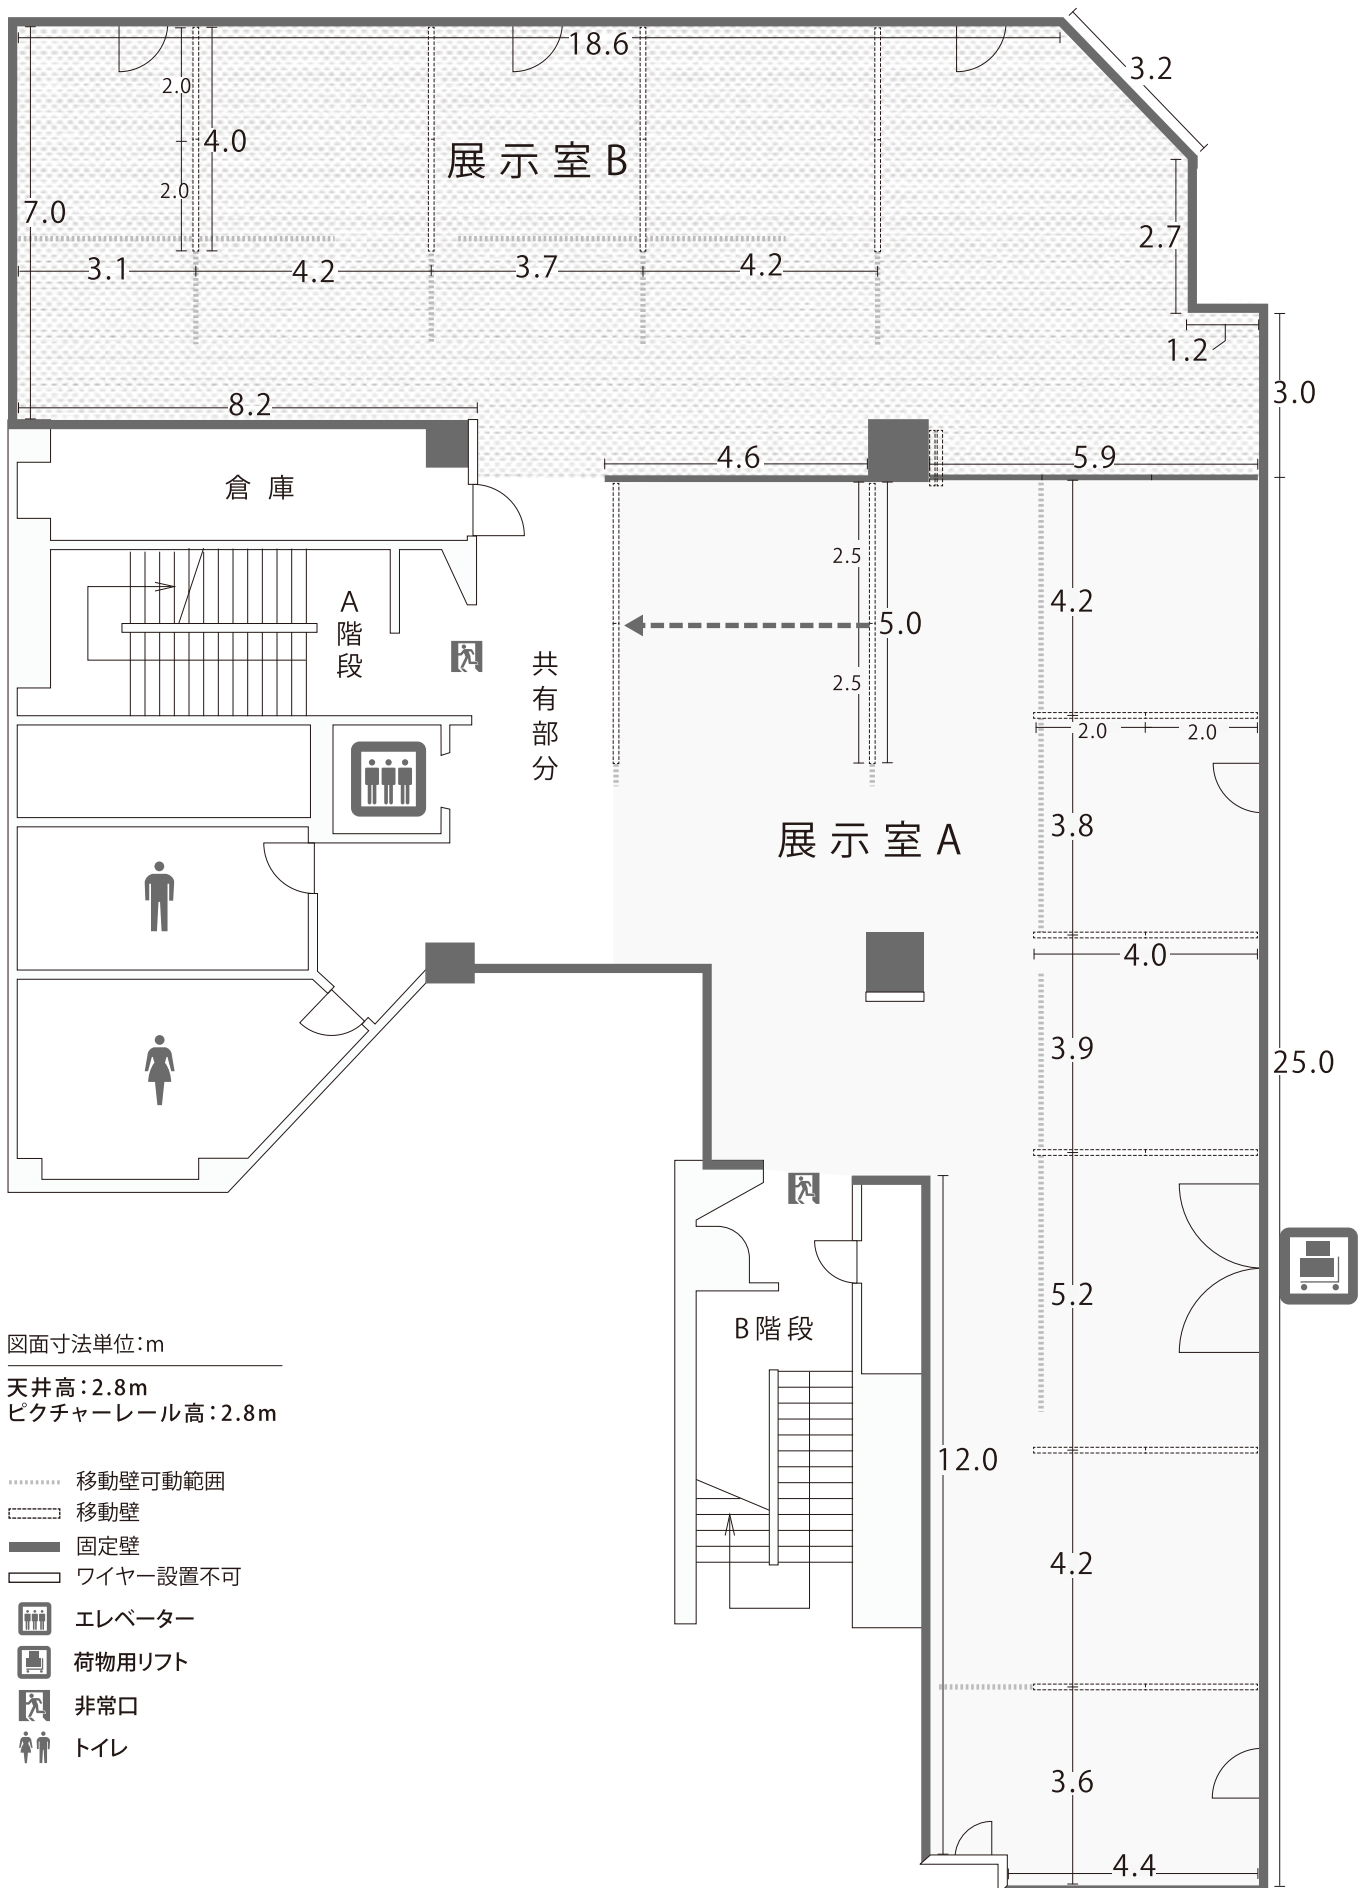 18.6
3.2
2.0
4.0
展示室B
2.0
7.0
2.7
3.1
4.2
3.7
4.2
1.2
3.0
8.2
4.6
5.9
倉庫
2.5
4.2
A階段
5.0
共有部分
2.5
2.0
2.0
3.8
展示室A
4.0
3.9
25.0
5.2
B階段
図面寸法単位:m
天井高:2.8m
ピクチャーレール高:2.8m
12.0
移動壁可動範囲
移動壁
固定壁
ワイヤー設置不可
4.2
エレベーター
荷物用リフト
非常口
トイレ
3.6
4.4